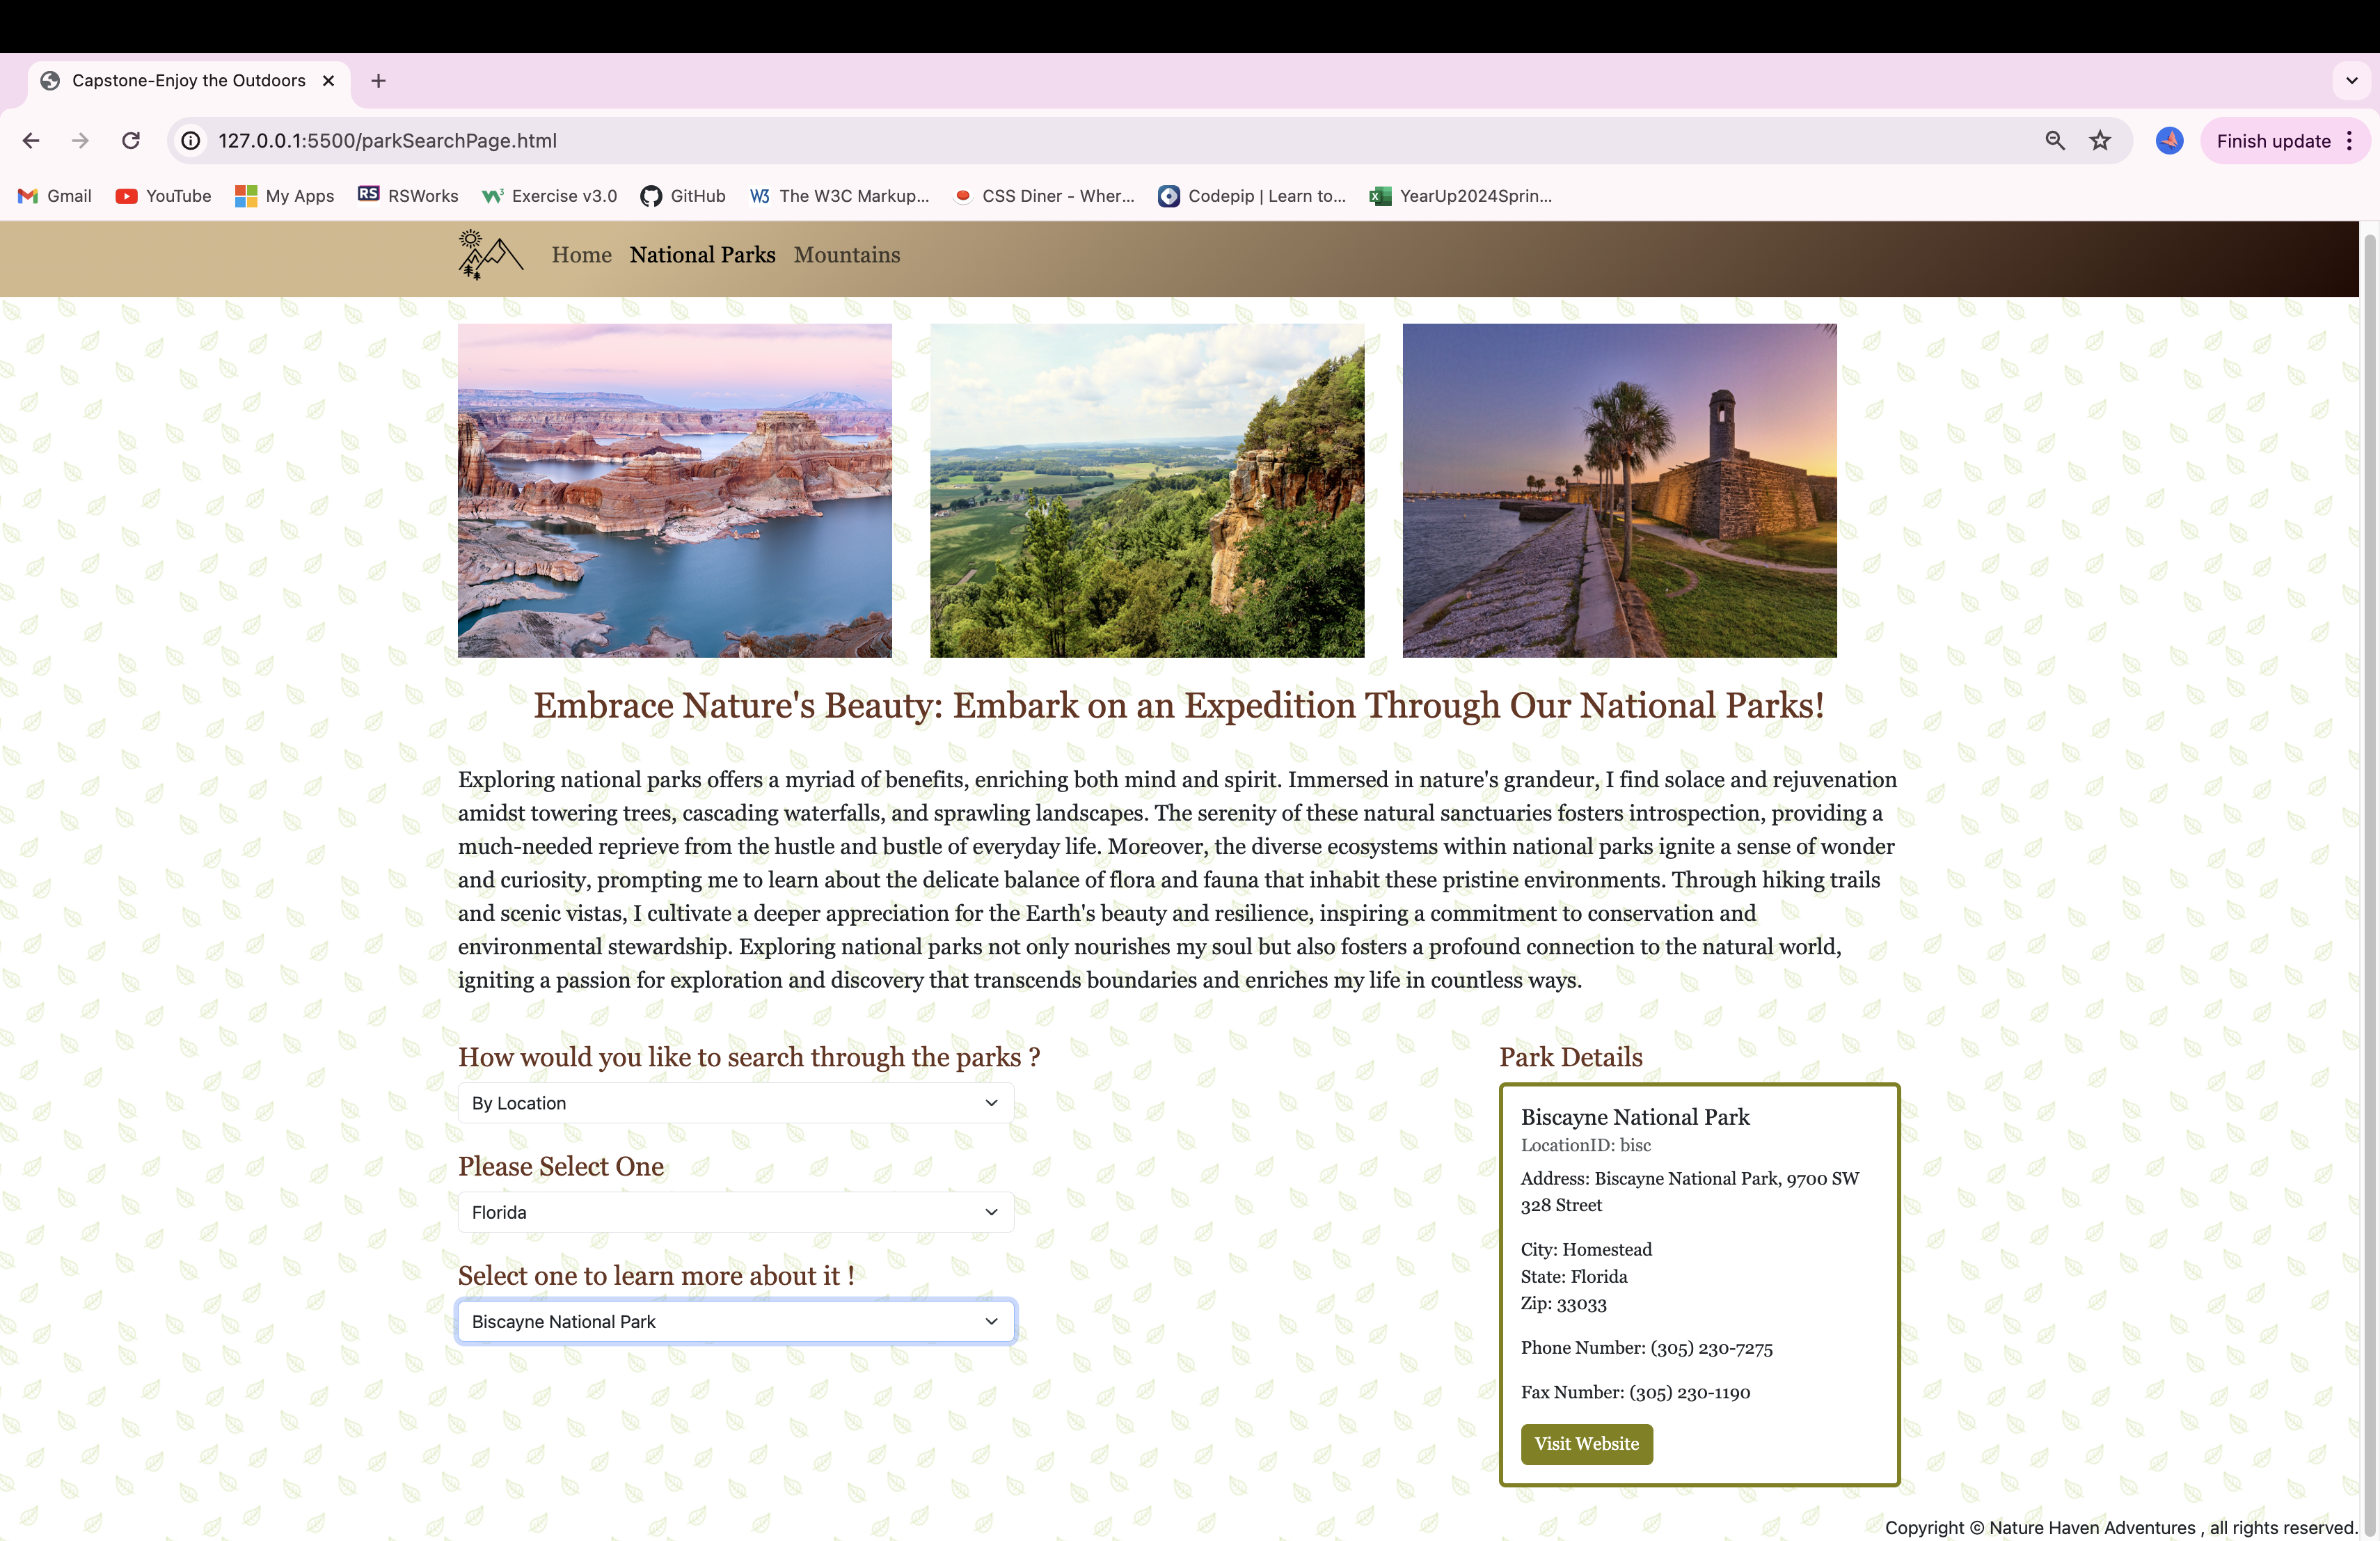 Capstone-Enjoy the Outdoors
127.0.0.1:5500/parkSearchPage.html
Finish update
Gmail
YouTube
My Apps
RS
RSWorks
W3
Exercise v3.0
GitHub
W3
The W3C Markup...
CSS Diner - Wher...
Codepip | Learn to...
YearUp2024Sprin...
Home
National Parks
Mountains
Embrace Nature's Beauty: Embark on an Expedition Through Our National Parks!
Exploring national parks offers a myriad of benefits, enriching both mind and spirit. Immersed in nature's grandeur, I find solace and rejuvenation
amidst towering trees, cascading waterfalls, and sprawling landscapes. The serenity of these natural sanctuaries fosters introspection, providing a
much-needed reprieve from the hustle and bustle of everyday life. Moreover, the diverse ecosystems within national parks ignite a sense of wonder
and curiosity, prompting me to learn about the delicate balance of flora and fauna that inhabit these pristine environments. Through hiking trails
and scenic vistas, I cultivate a deeper appreciation for the Earth's beauty and resilience, inspiring a commitment to conservation and
environmental stewardship. Exploring national parks not only nourishes my soul but also fosters a profound connection to the natural world,
igniting a passion for exploration and discovery that transcends boundaries and enriches my life in countless ways.
How would you like to search through the parks ?
By Location
Please Select One
Florida
Select one to learn more about it !
Biscayne National Park
Park Details
Biscayne National Park
LocationID: bisc
Address: Biscayne National Park, 9700 SW
328 Street
City: Homestead
State: Florida
Zip: 33033
Phone Number: (305) 230-7275
Fax Number: (305) 230-1190
Visit Website
Copyright © Nature Haven Adventures , all rights reserved.